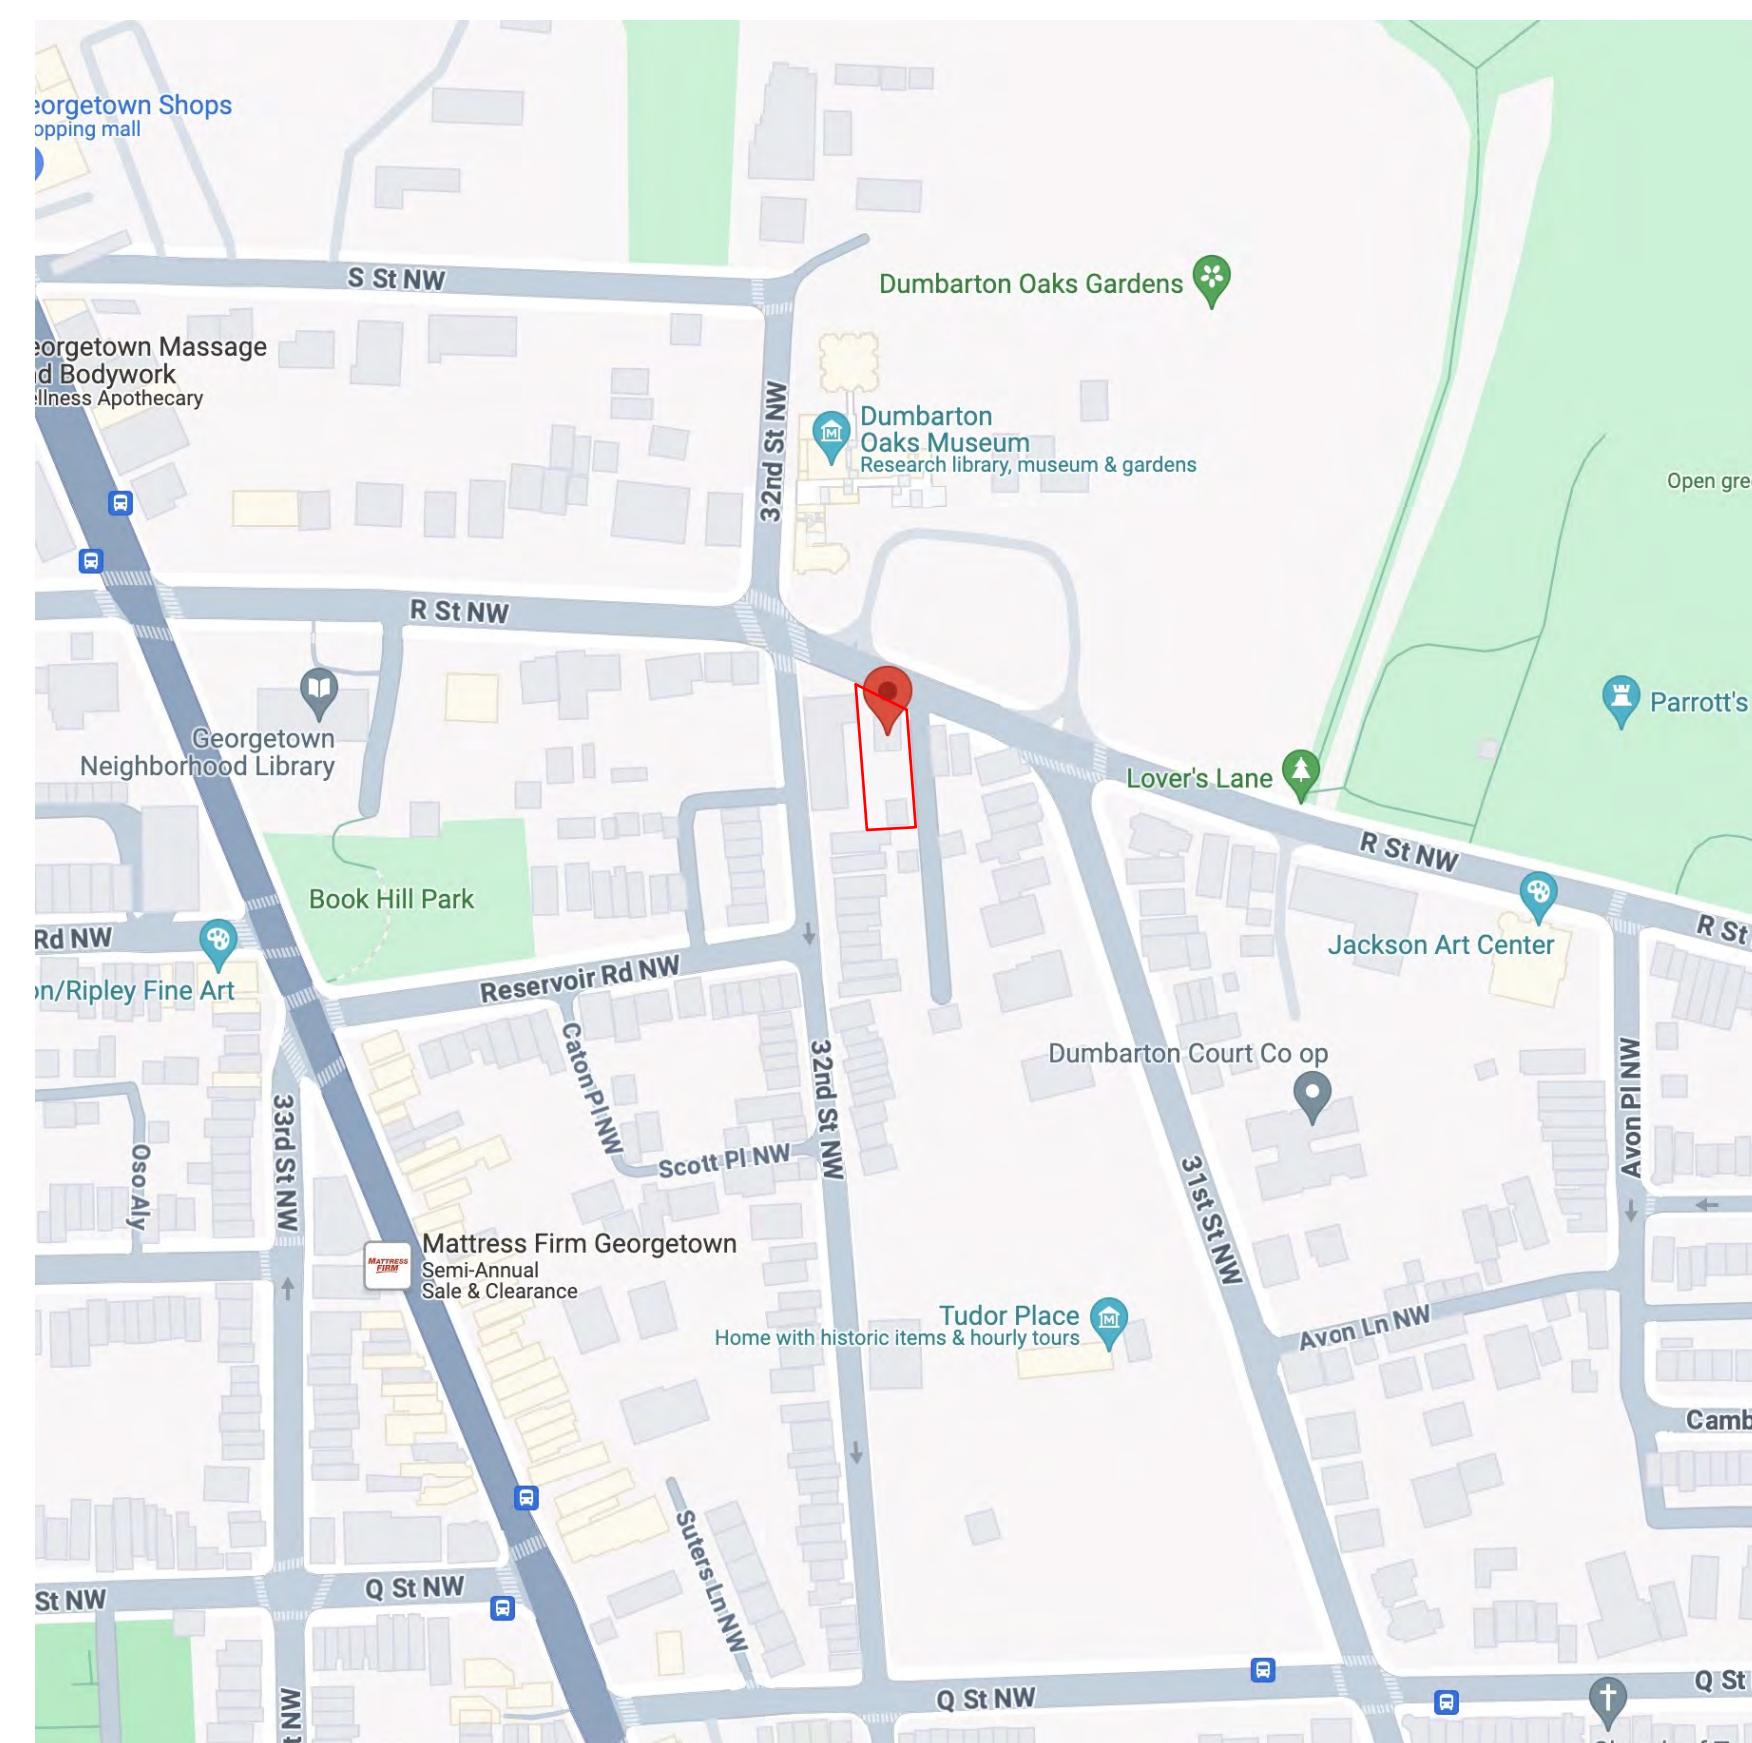 eorgetown Shops
opping mall
S St NW
Dumbarton Oaks Gardens
eorgetown Massage
d Bodywork
ellness Apothecary
32nd St NW
Dumbarton
Oaks Museum
Research library, museum & gardens
Open gre
R St NW
Georgetown
Neighborhood Library
Parrott's
Lover's Lane
R St NW
Book Hill Park
Rd NW
R St
Jackson Art Center
Reservoir Rd NW
on/Ripley Fine Art
Caton Pl NW
32nd St NW
Dumbarton Court Co op
Avon Pl NW
33rd St NW
Oso Aly
Scott Pl NW
31st St NW
MATTRESS
FIRM
Mattress Firm Georgetown
Semi-Annual
Sale & Clearance
Tudor Place
Home with historic items & hourly tours
Avon Ln NW
Camb
Suters Ln NW
Q St NW
St NW
Q St NW
Q St
t NW